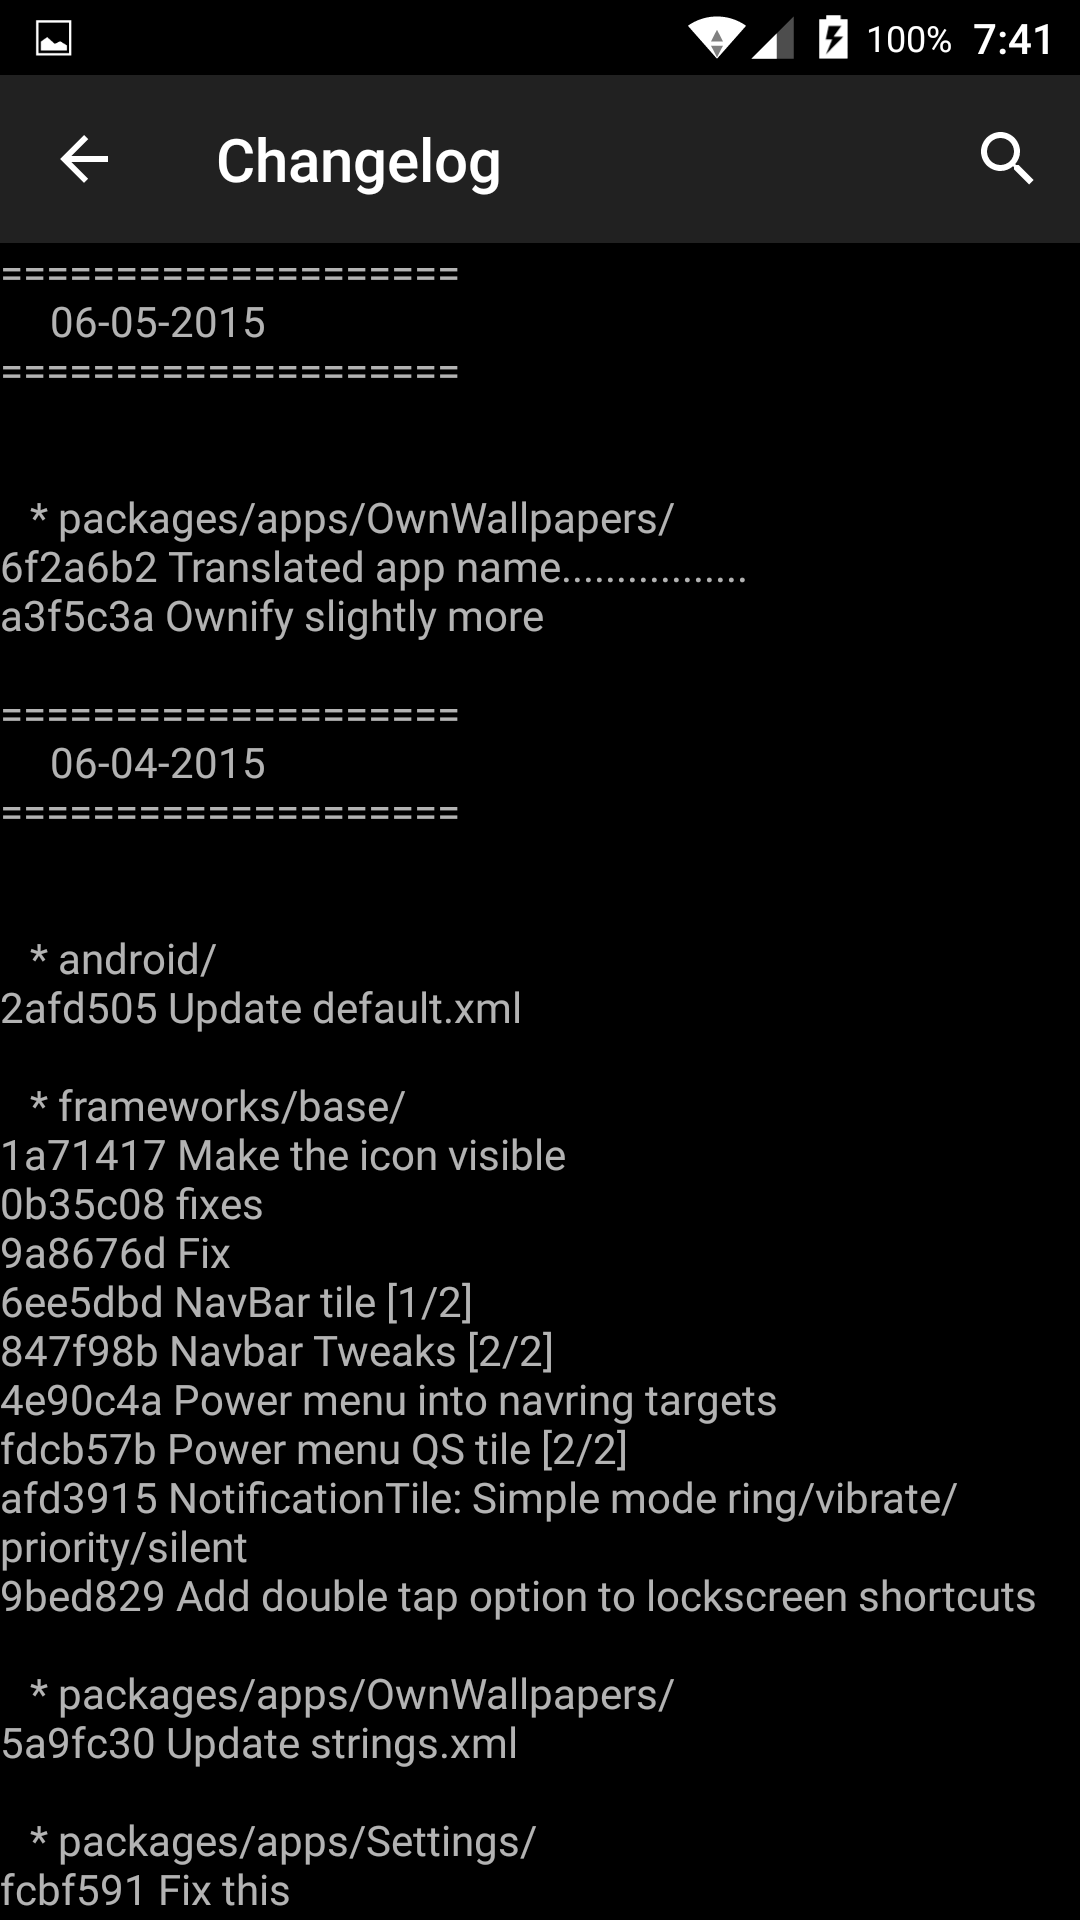 100% 7:41
Changelog
====================
06-05-2015
====================
* packages/apps/OwnWallpapers/
6f2a6b2 Translated app name.................
a3f5c3a Ownify slightly more
====================
06-04-2015
====================
* android/
2afd505 Update default.xml
* frameworks/base/
1a71417 Make the icon visible
0b35c08 fixes
9a8676d Fix
6ee5dbd NavBar tile [1/2]
847f98b Navbar Tweaks [2/2]
4e90c4a Power menu into navring targets
fdcb57b Power menu QS tile [2/2]
afd3915 NotificationTile: Simple mode ring/vibrate/
priority/silent
9bed829 Add double tap option to lockscreen shortcuts
* packages/apps/OwnWallpapers/
5a9fc30 Update strings.xml
* packages/apps/Settings/
fcbf591 Fix this